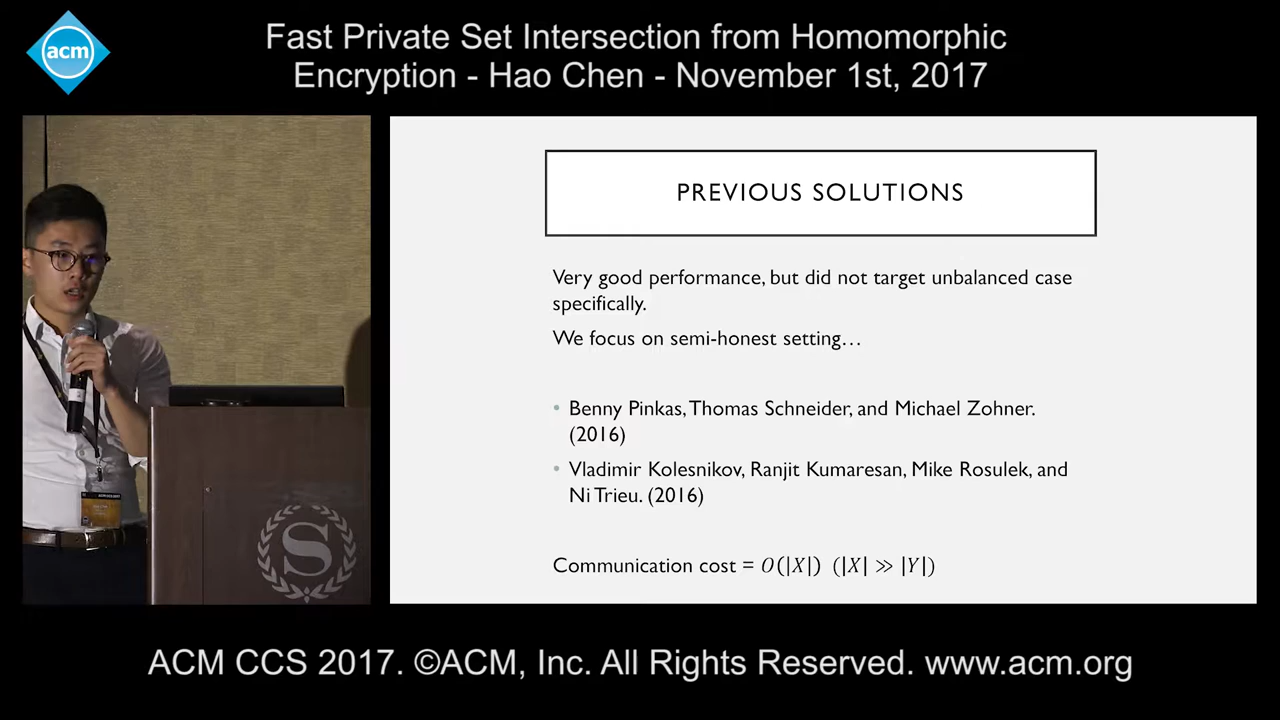 acm
Fast Private Set Intersection from Homomorphic
Encryption - Hao Chen - November 1st, 2017
PREVIOUS SOLUTIONS
Very good performance, but did not target unbalanced case
specifically.
We focus on semi-honest setting…
• Benny Pinkas, Thomas Schneider, and Michael Zohner.
(2016)
• Vladimir Kolesnikov, Ranjit Kumaresan, Mike Rosulek, and
Ni Trieu. (2016)
Communication cost = O(|X|) (|X| ≫ |Y|)
S
ACM CCS 2017. ©ACM, Inc. All Rights Reserved. www.acm.org